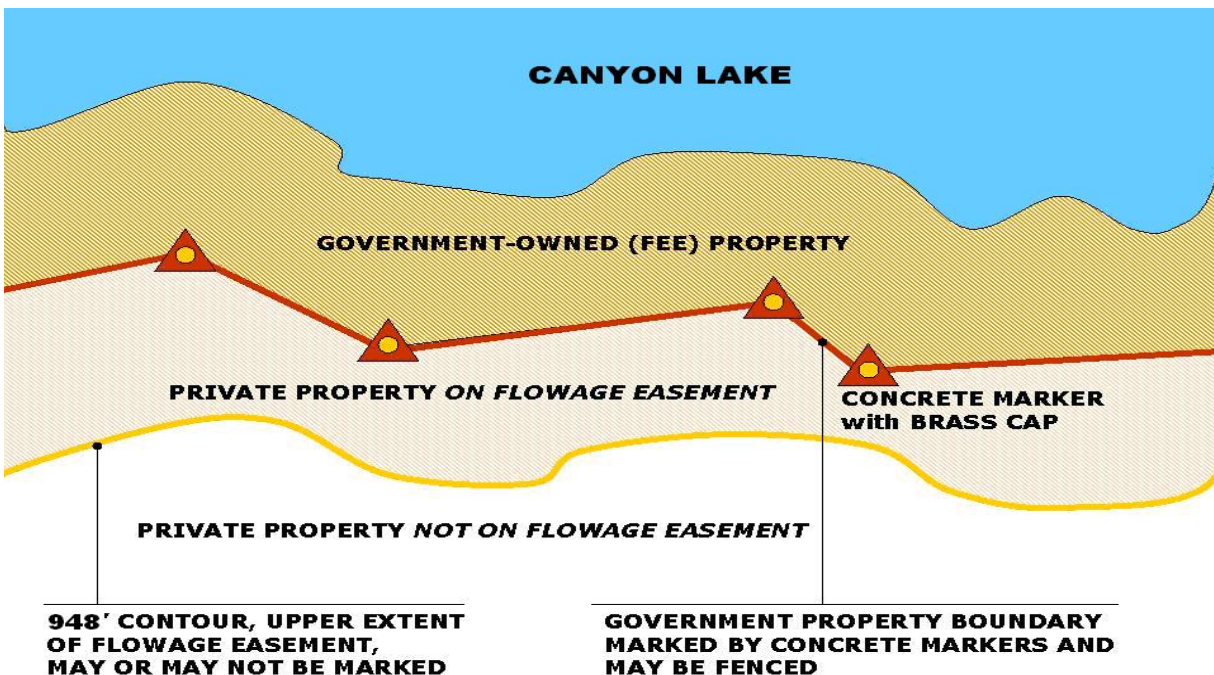 CANYON LAKE
GOVERNMENT-OWNED (FEE) PROPERTY
PRIVATE PROPERTY ON FLOWAGE EASEMENT
CONCRETE MARKER
with BRASS CAP
PRIVATE PROPERTY NOT ON FLOWAGE EASEMENT
948′ CONTOUR, UPPER EXTENT
OF FLOWAGE EASEMENT,
MAY OR MAY NOT BE MARKED
GOVERNMENT PROPERTY BOUNDARY
MARKED BY CONCRETE MARKERS AND
MAY BE FENCED